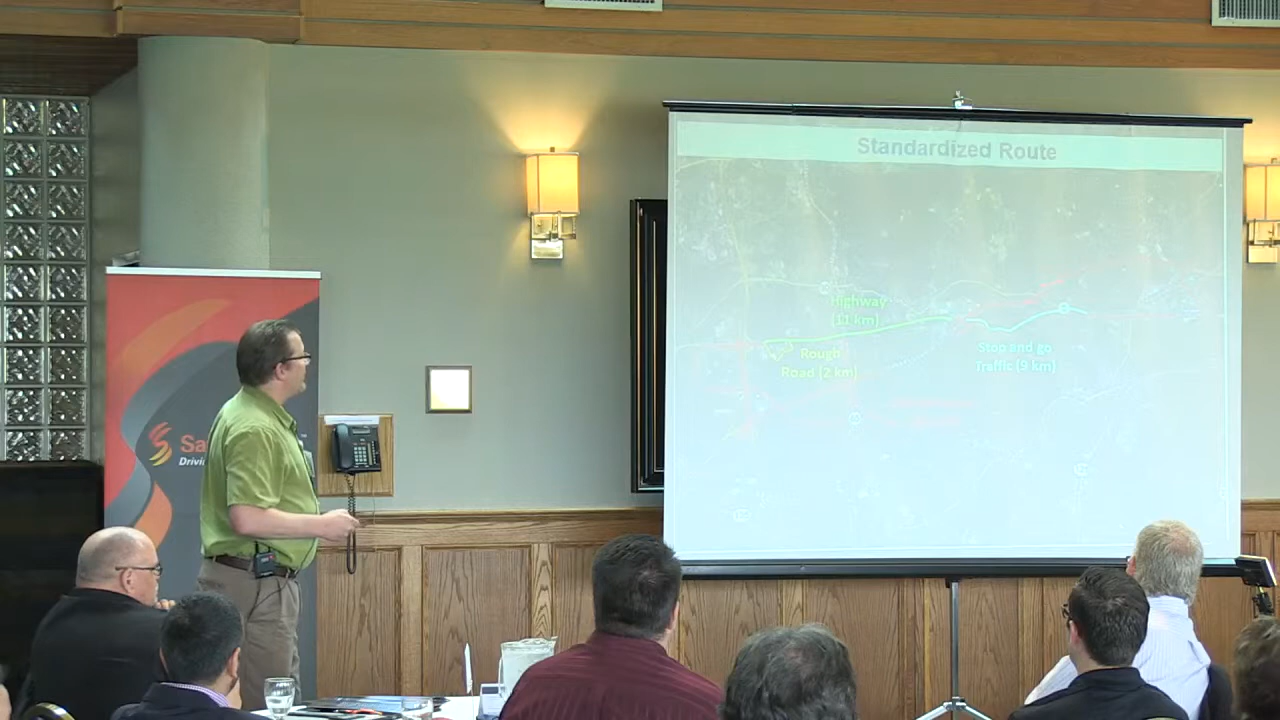 Standardized Route
Highway
(11 km)
Rough
Road (2 km)
Stop and go
Traffic (9 km)
Sa
Drivi